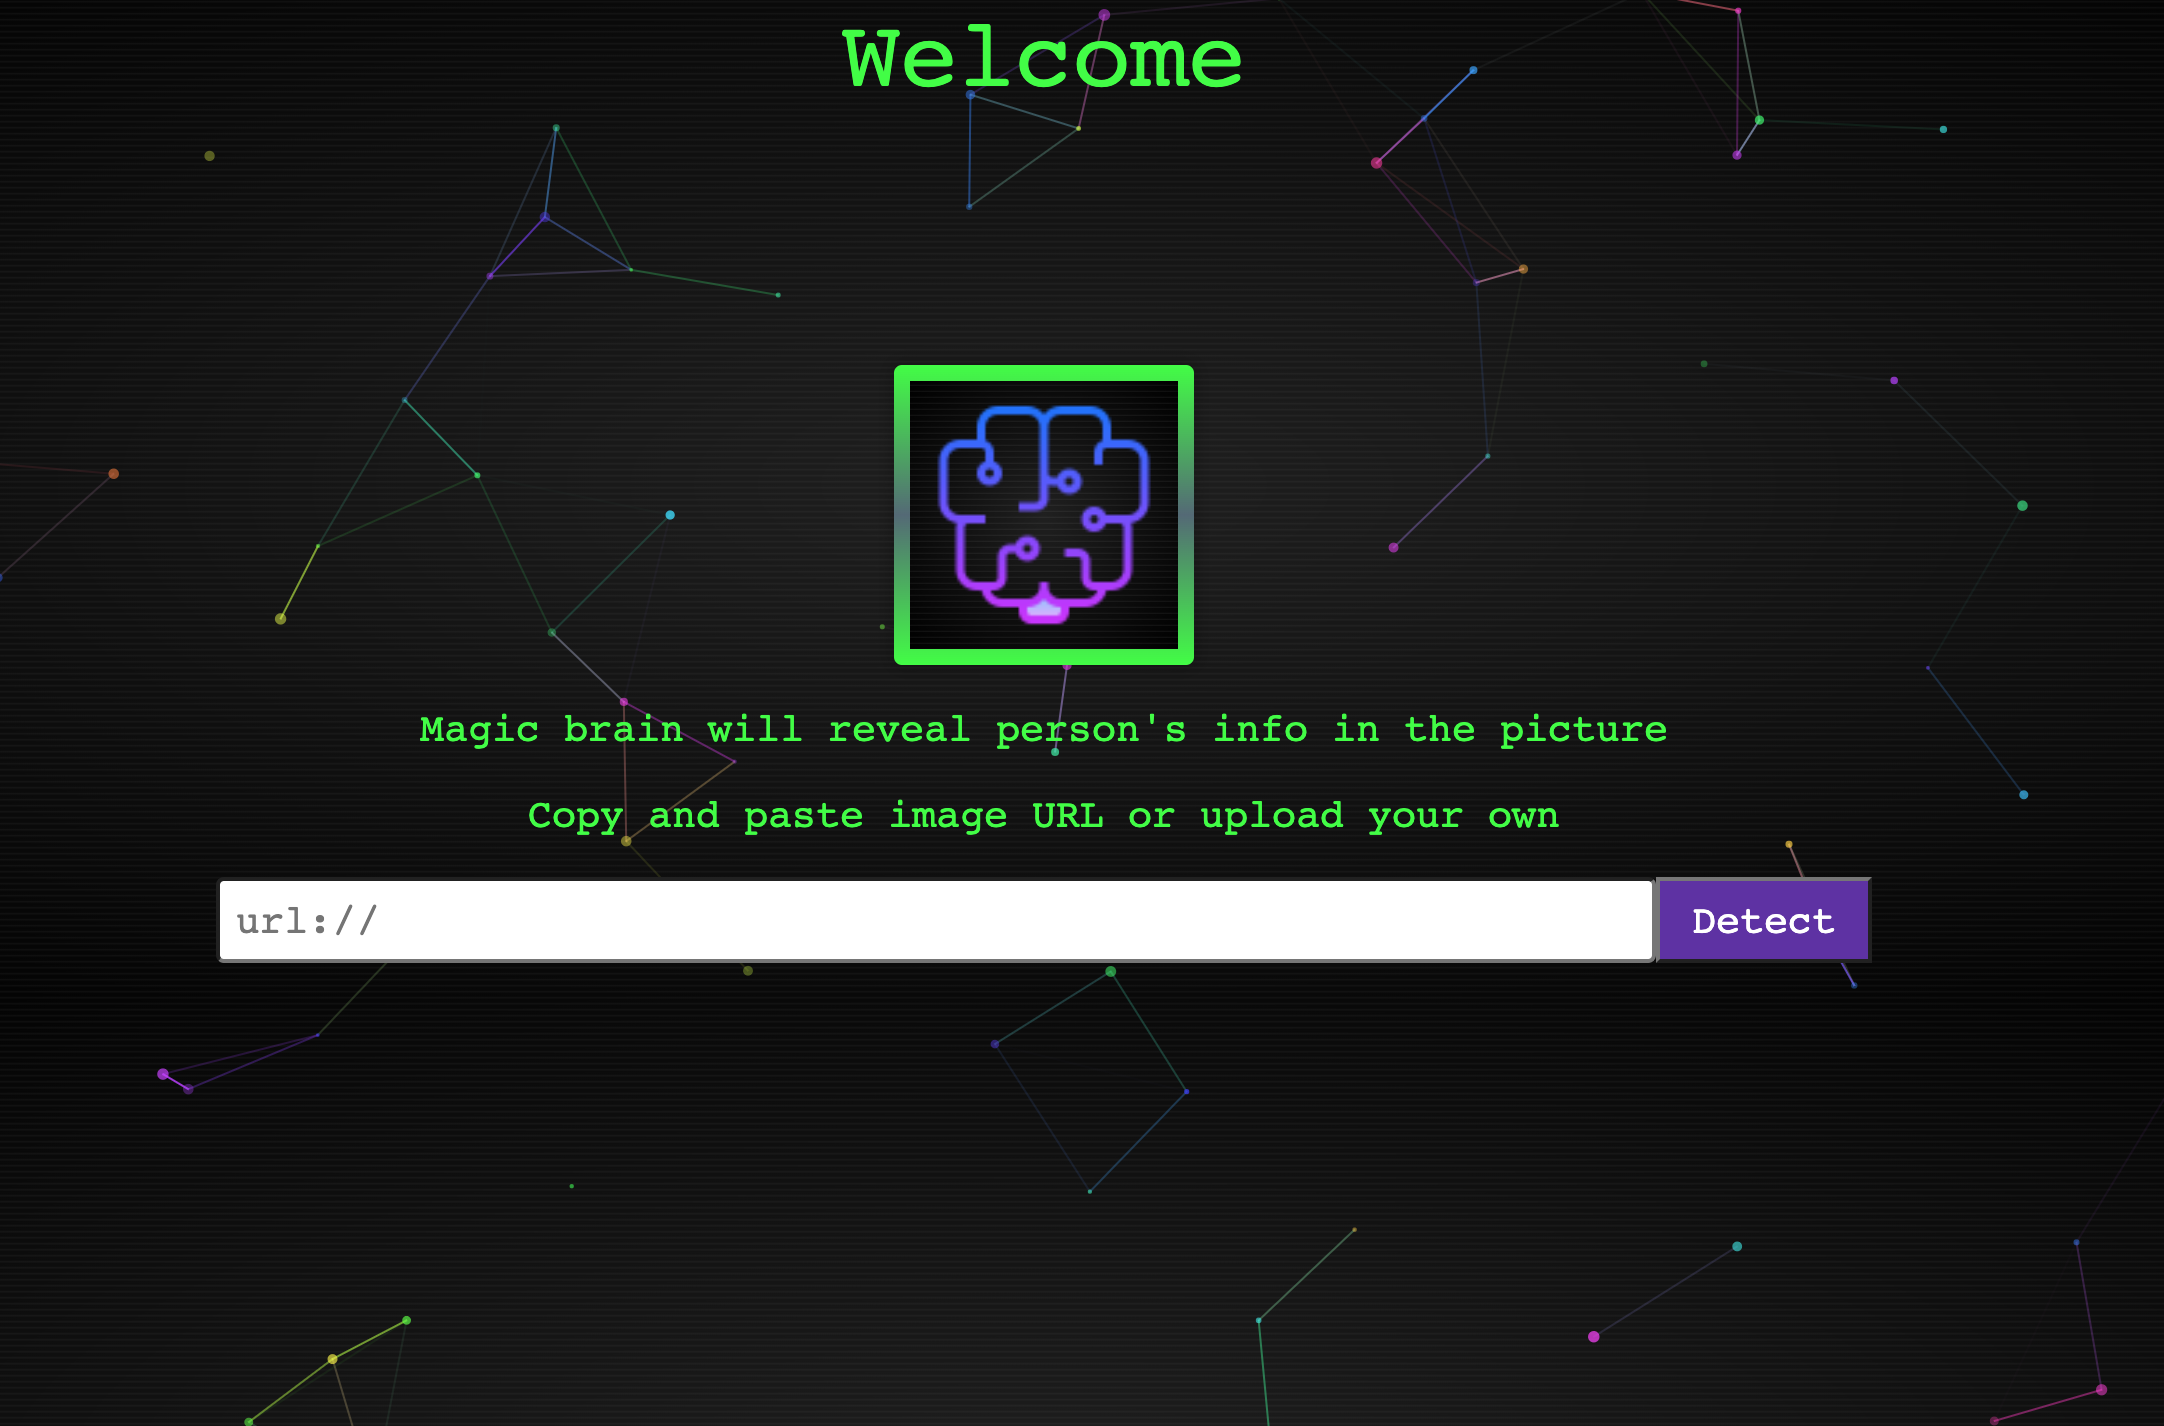 Welcome
Magic brain will reveal person's info in the picture
Copy and paste image URL or upload your own
url://
Detect